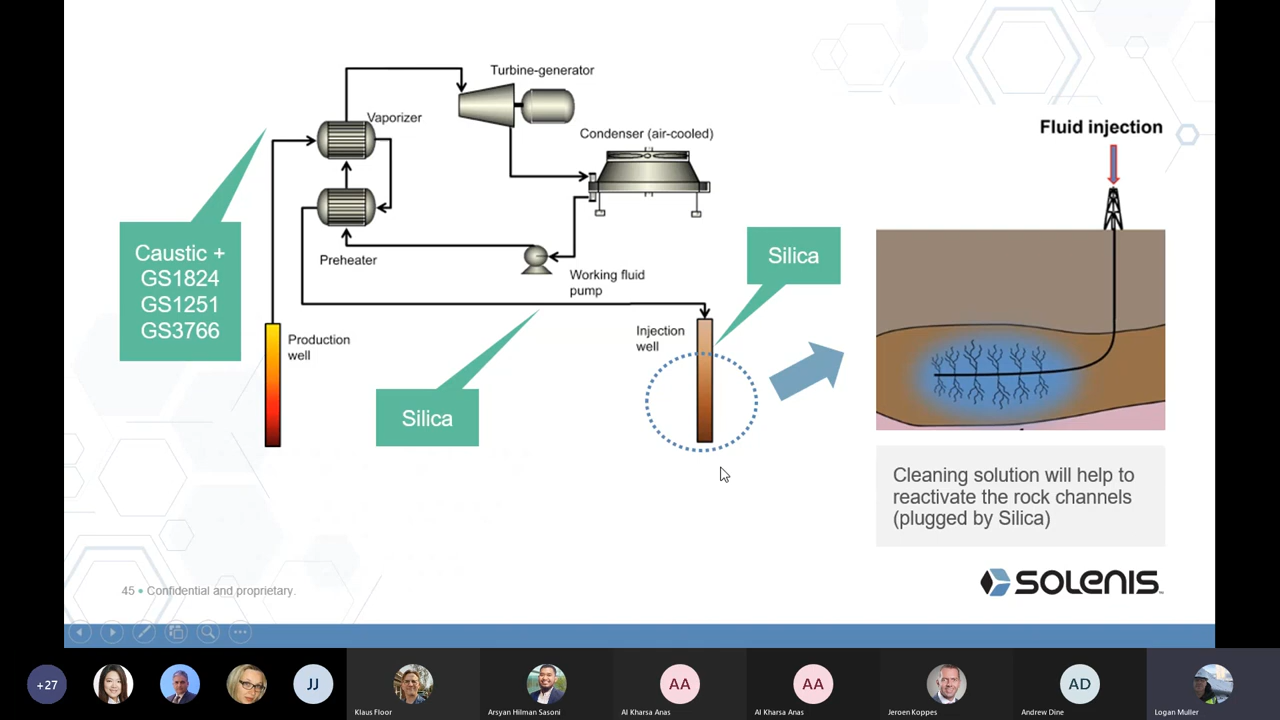 Turbine-generator
Vaporizer
Condenser (air-cooled)
Fluid injection
Caustic +
GS1824
GS1251
GS3766
Preheater
Working fluid
pump
Silica
Production
well
Injection
well
Silica
Cleaning solution will help to
reactivate the rock channels
(plugged by Silica)
45 • Confidential and proprietary.
SOLENIS
+27
JJ
AA
AA
AD
Klaus Floor
Arsyan Hilman Sasoni
Al Kharsa Anas
Al Kharsa Anas
Jeroen Koppes
Andrew Dine
Logan Muller